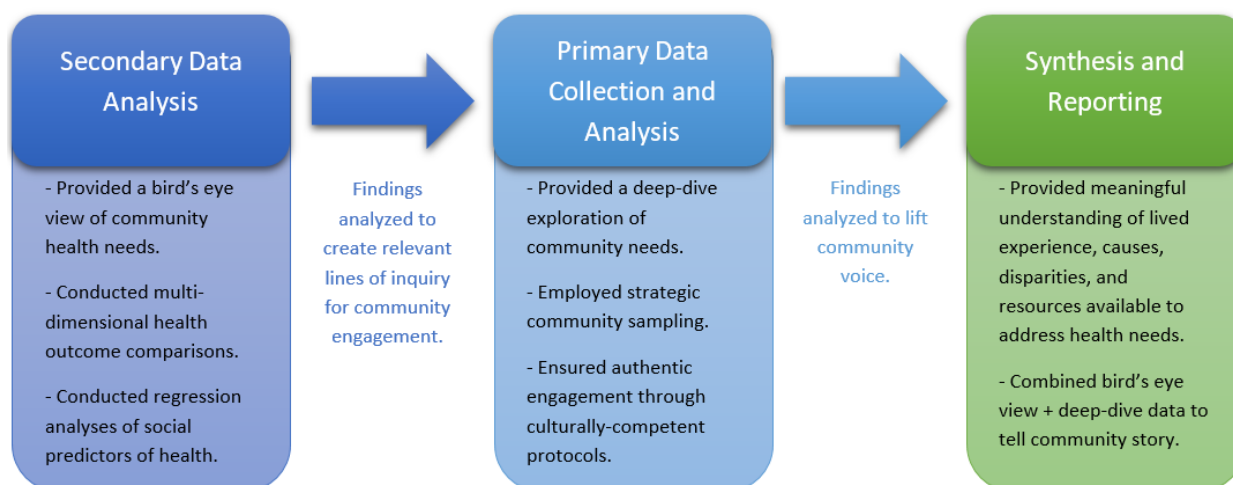 Secondary Data
Analysis
- Provided a bird’s eye
view of community
health needs.
- Conducted multi-
dimensional health
outcome comparisons.
- Conducted regression
analyses of social
predictors of health.
Findings
analyzed to
create relevant
lines of inquiry
for community
engagement.
Primary Data
Collection and
Analysis
- Provided a deep-dive
exploration of
community needs.
- Employed strategic
community sampling.
- Ensured authentic
engagement through
culturally-competent
protocols.
Findings
analyzed to lift
community
voice.
Synthesis and
Reporting
- Provided meaningful
understanding of lived
experience, causes,
disparities, and
resources available to
address health needs.
- Combined bird’s eye
view + deep-dive data to
tell community story.